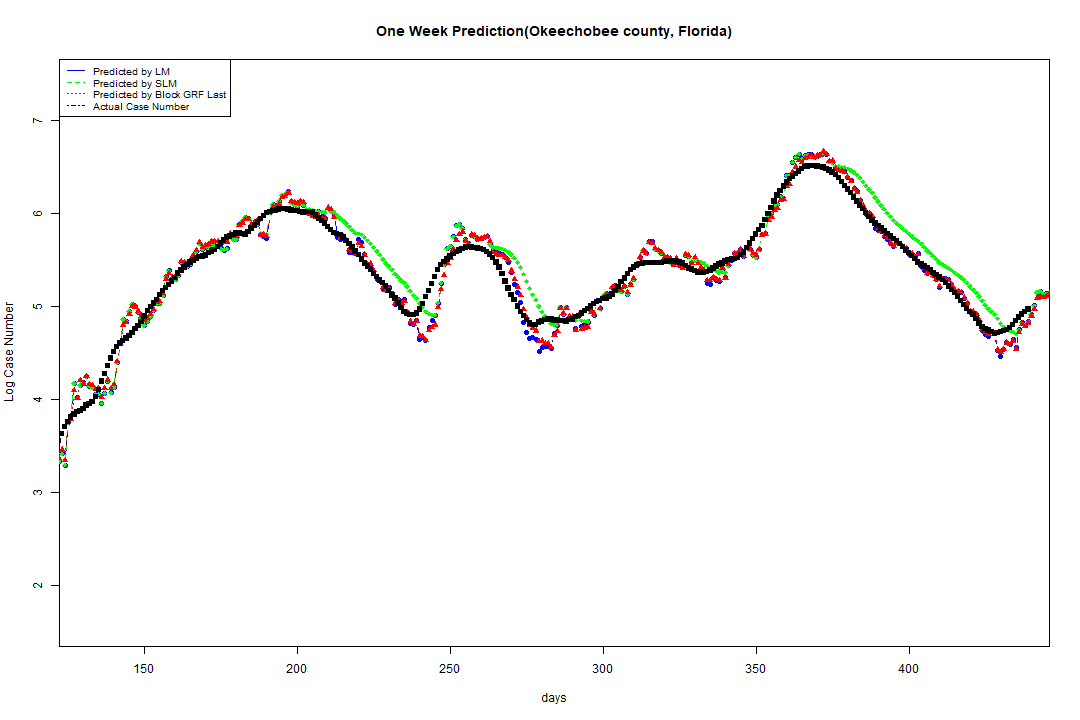 One Week Prediction(Okeechobee county, Florida)
Predicted by LM
Predicted by SLM
Predicted by Block GRF Last
Actual Case Number
7
6
5
4
3
2
Log Case Number
150 200 250 300 350 400
days